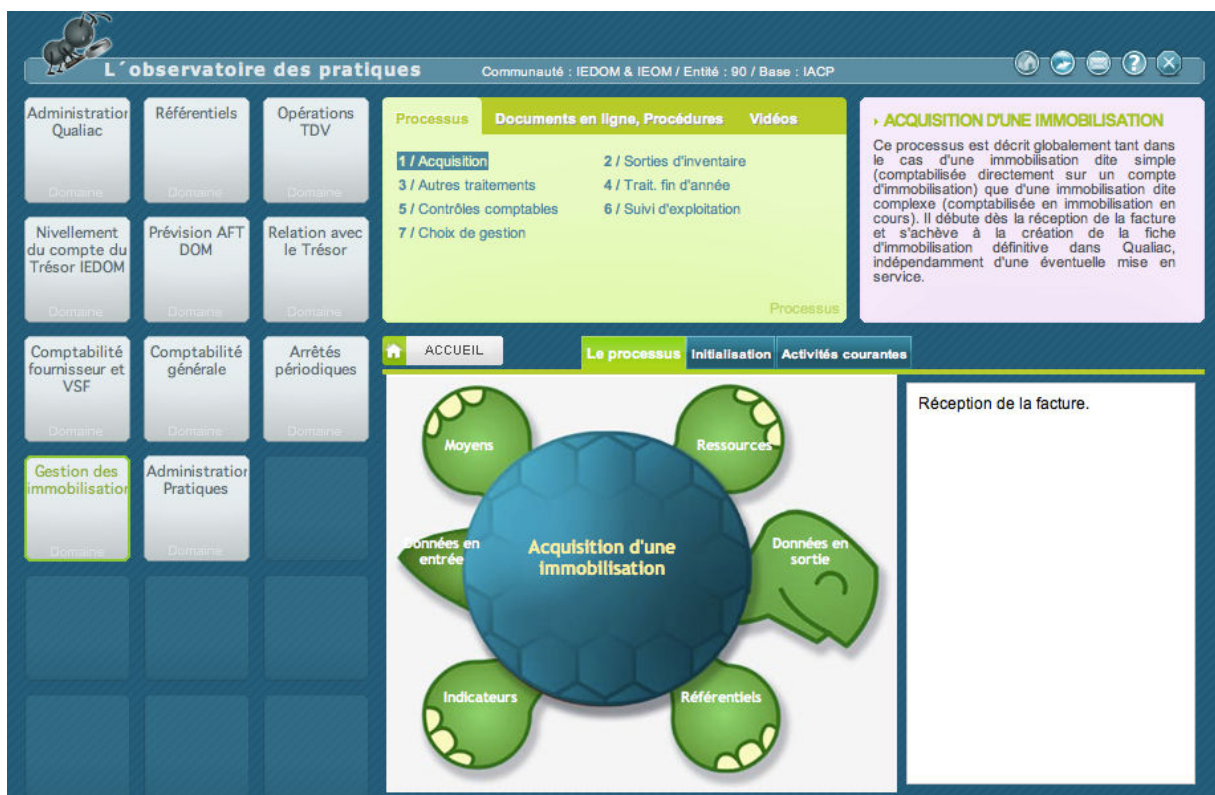 L´observatoire des pratiques
Communauté : IEDOM & IEOM / Entité : 90 / Base : IACP
Administration
Qualiac
Domaine
Référentiels
Domaine
Opérations
TDV
Domaine
Nivellement
du compte du
Trésor IEDOM
Domaine
Prévision AFT
DOM
Domaine
Relation avec
le Trésor
Domaine
Comptabilité
fournisseur et
VSF
Domaine
Comptabilité
générale
Domaine
Arrêtés
périodiques
Domaine
Gestion des
immobilisation
Domaine
Administration
Pratiques
Domaine
Processus
Documents en ligne, Procédures
Vidéos
1 / Acquisition
2 / Sorties d'inventaire
3 / Autres traitements
4 / Trait. fin d'année
5 / Contrôles comptables
6 / Suivi d'exploitation
7 / Choix de gestion
Processus
ACQUISITION D'UNE IMMOBILISATION
Ce processus est décrit globalement tant dans
le cas d'une immobilisation dite simple
(comptabilisée directement sur un compte
d'immobilisation) que d'une immobilisation dite
complexe (comptabilisée en immobilisation en
cours). Il débute dès la réception de la facture
et s'achève à la création de la fiche
d'immobilisation définitive dans Qualiac,
indépendamment d'une éventuelle mise en
service.
ACCUEIL
Le processus
Initialisation
Activités courantes
Moyens
Ressources
Données en
entrée
Acquisition d'une
immobilisation
Données en
sortie
Indicateurs
Référentiels
Réception de la facture.